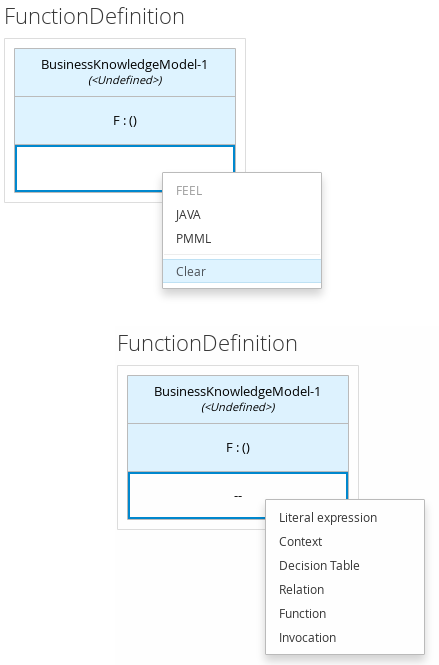 FunctionDefinition
BusinessKnowledgeModel-1
(<Undefined>)
F : ()
FEEL
JAVA
PMML
Clear
FunctionDefinition
BusinessKnowledgeModel-1
(<Undefined>)
F : ()
--
Literal expression
Context
Decision Table
Relation
Function
Invocation